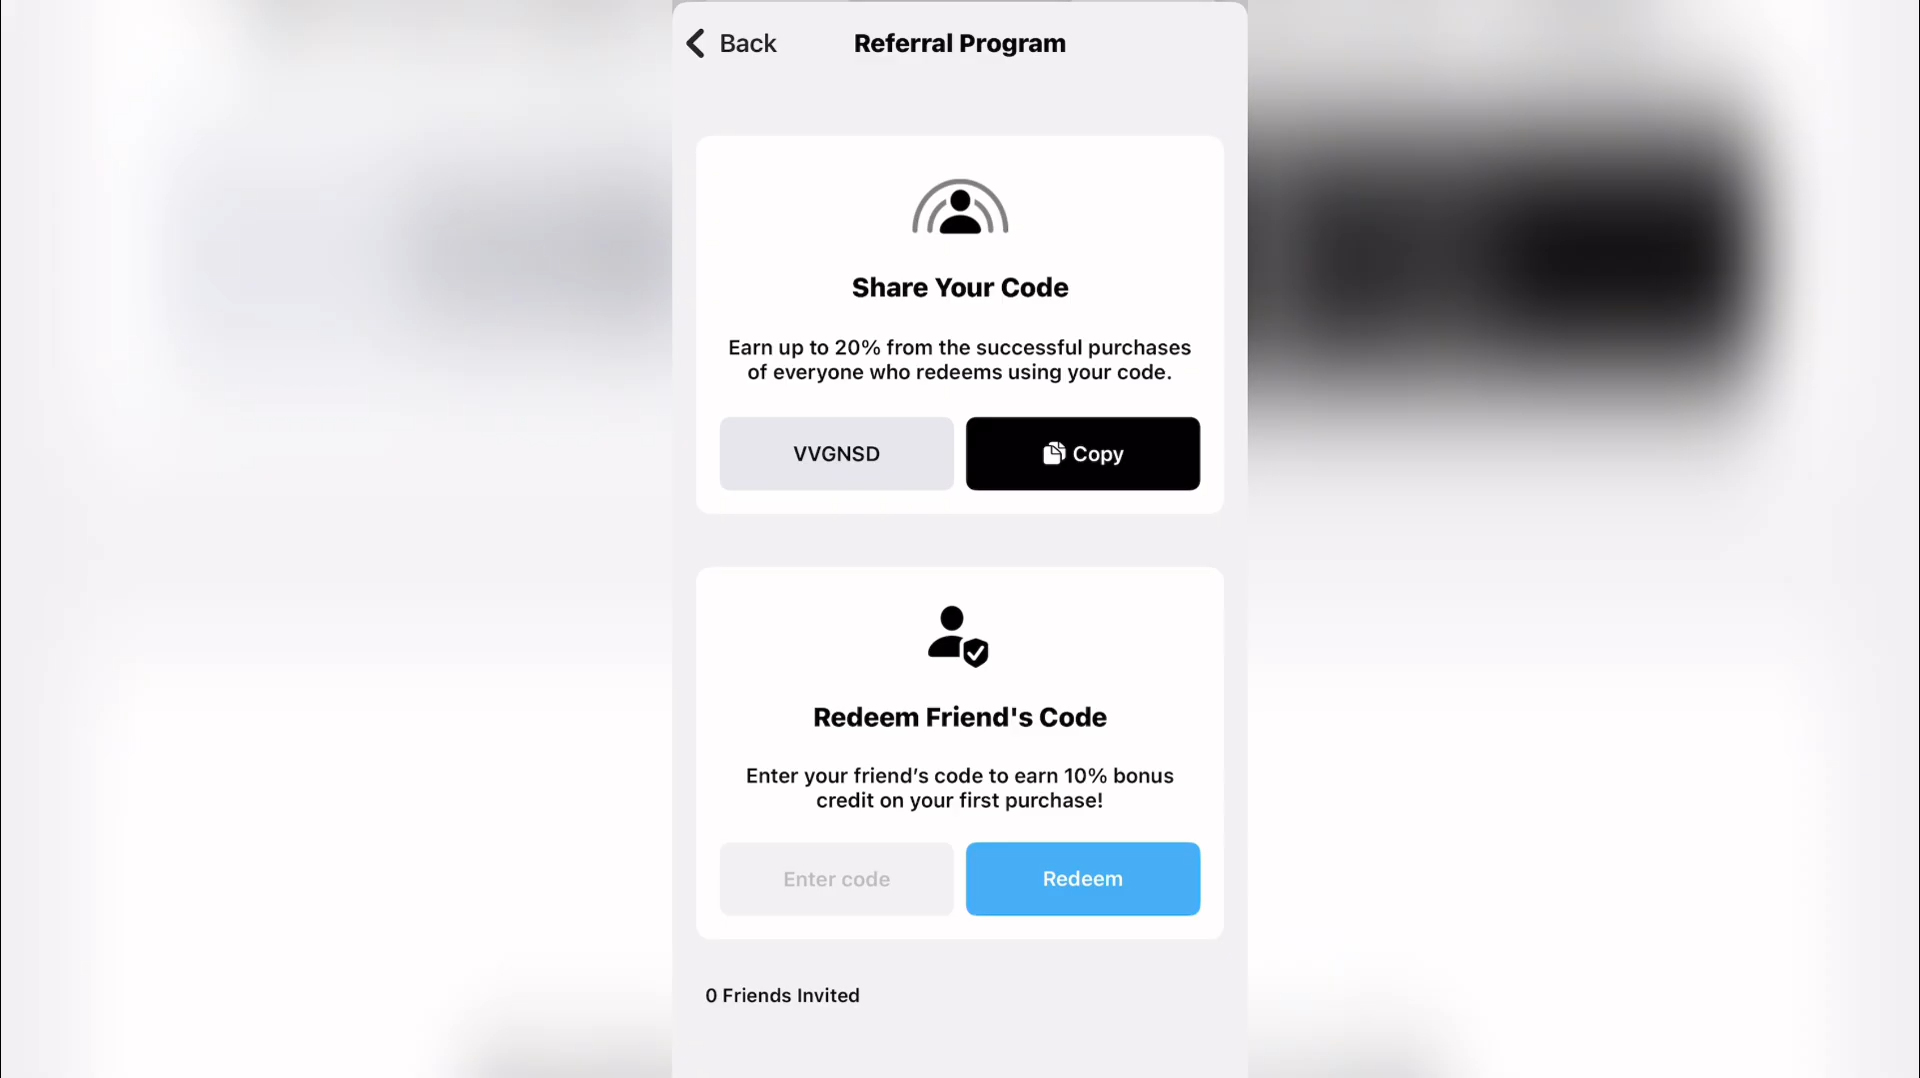 Back
Referral Program
Share Your Code
Earn up to 20% from the successful purchases
of everyone who redeems using your code.
VVGNSD
Copy
Redeem Friend's Code
Enter your friend’s code to earn 10% bonus
credit on your first purchase!
Enter code
Redeem
0 Friends Invited